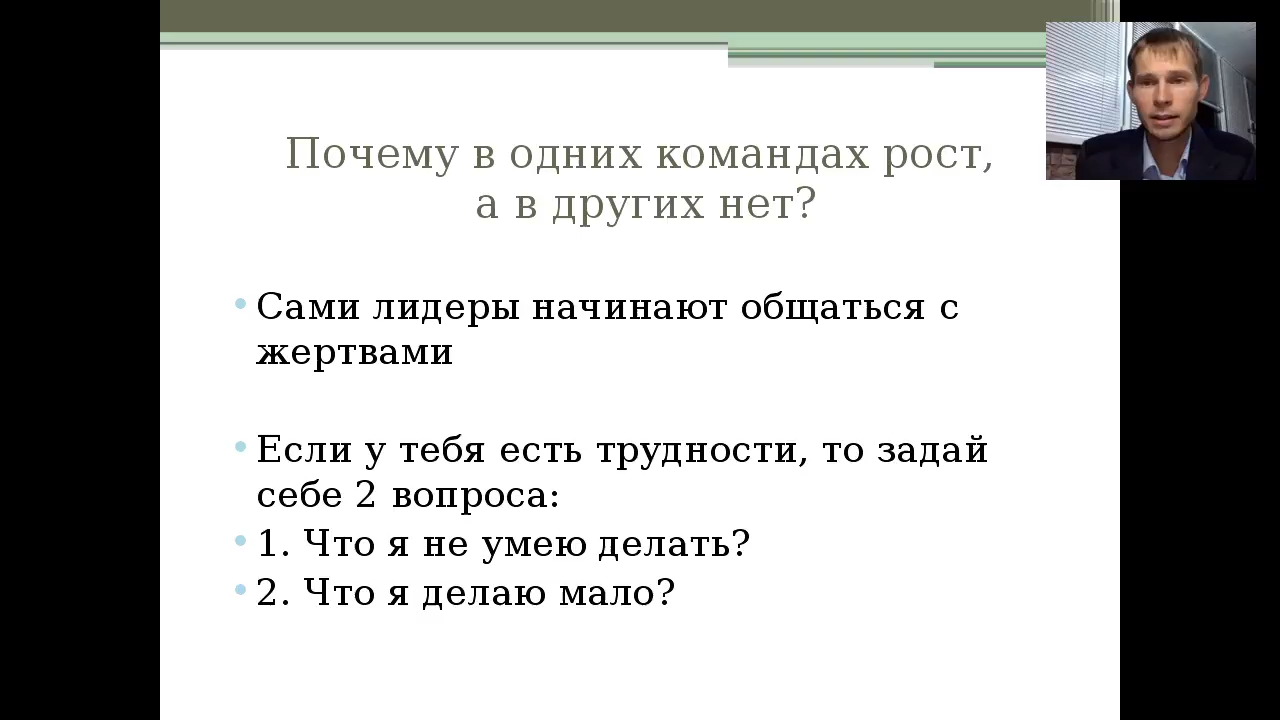 Почему в одних командах рост,
а в других нет?
• Сами лидеры начинают общаться с
жертвами
• Если у тебя есть трудности, то задай
себе 2 вопроса:
• 1. Что я не умею делать?
• 2. Что я делаю мало?